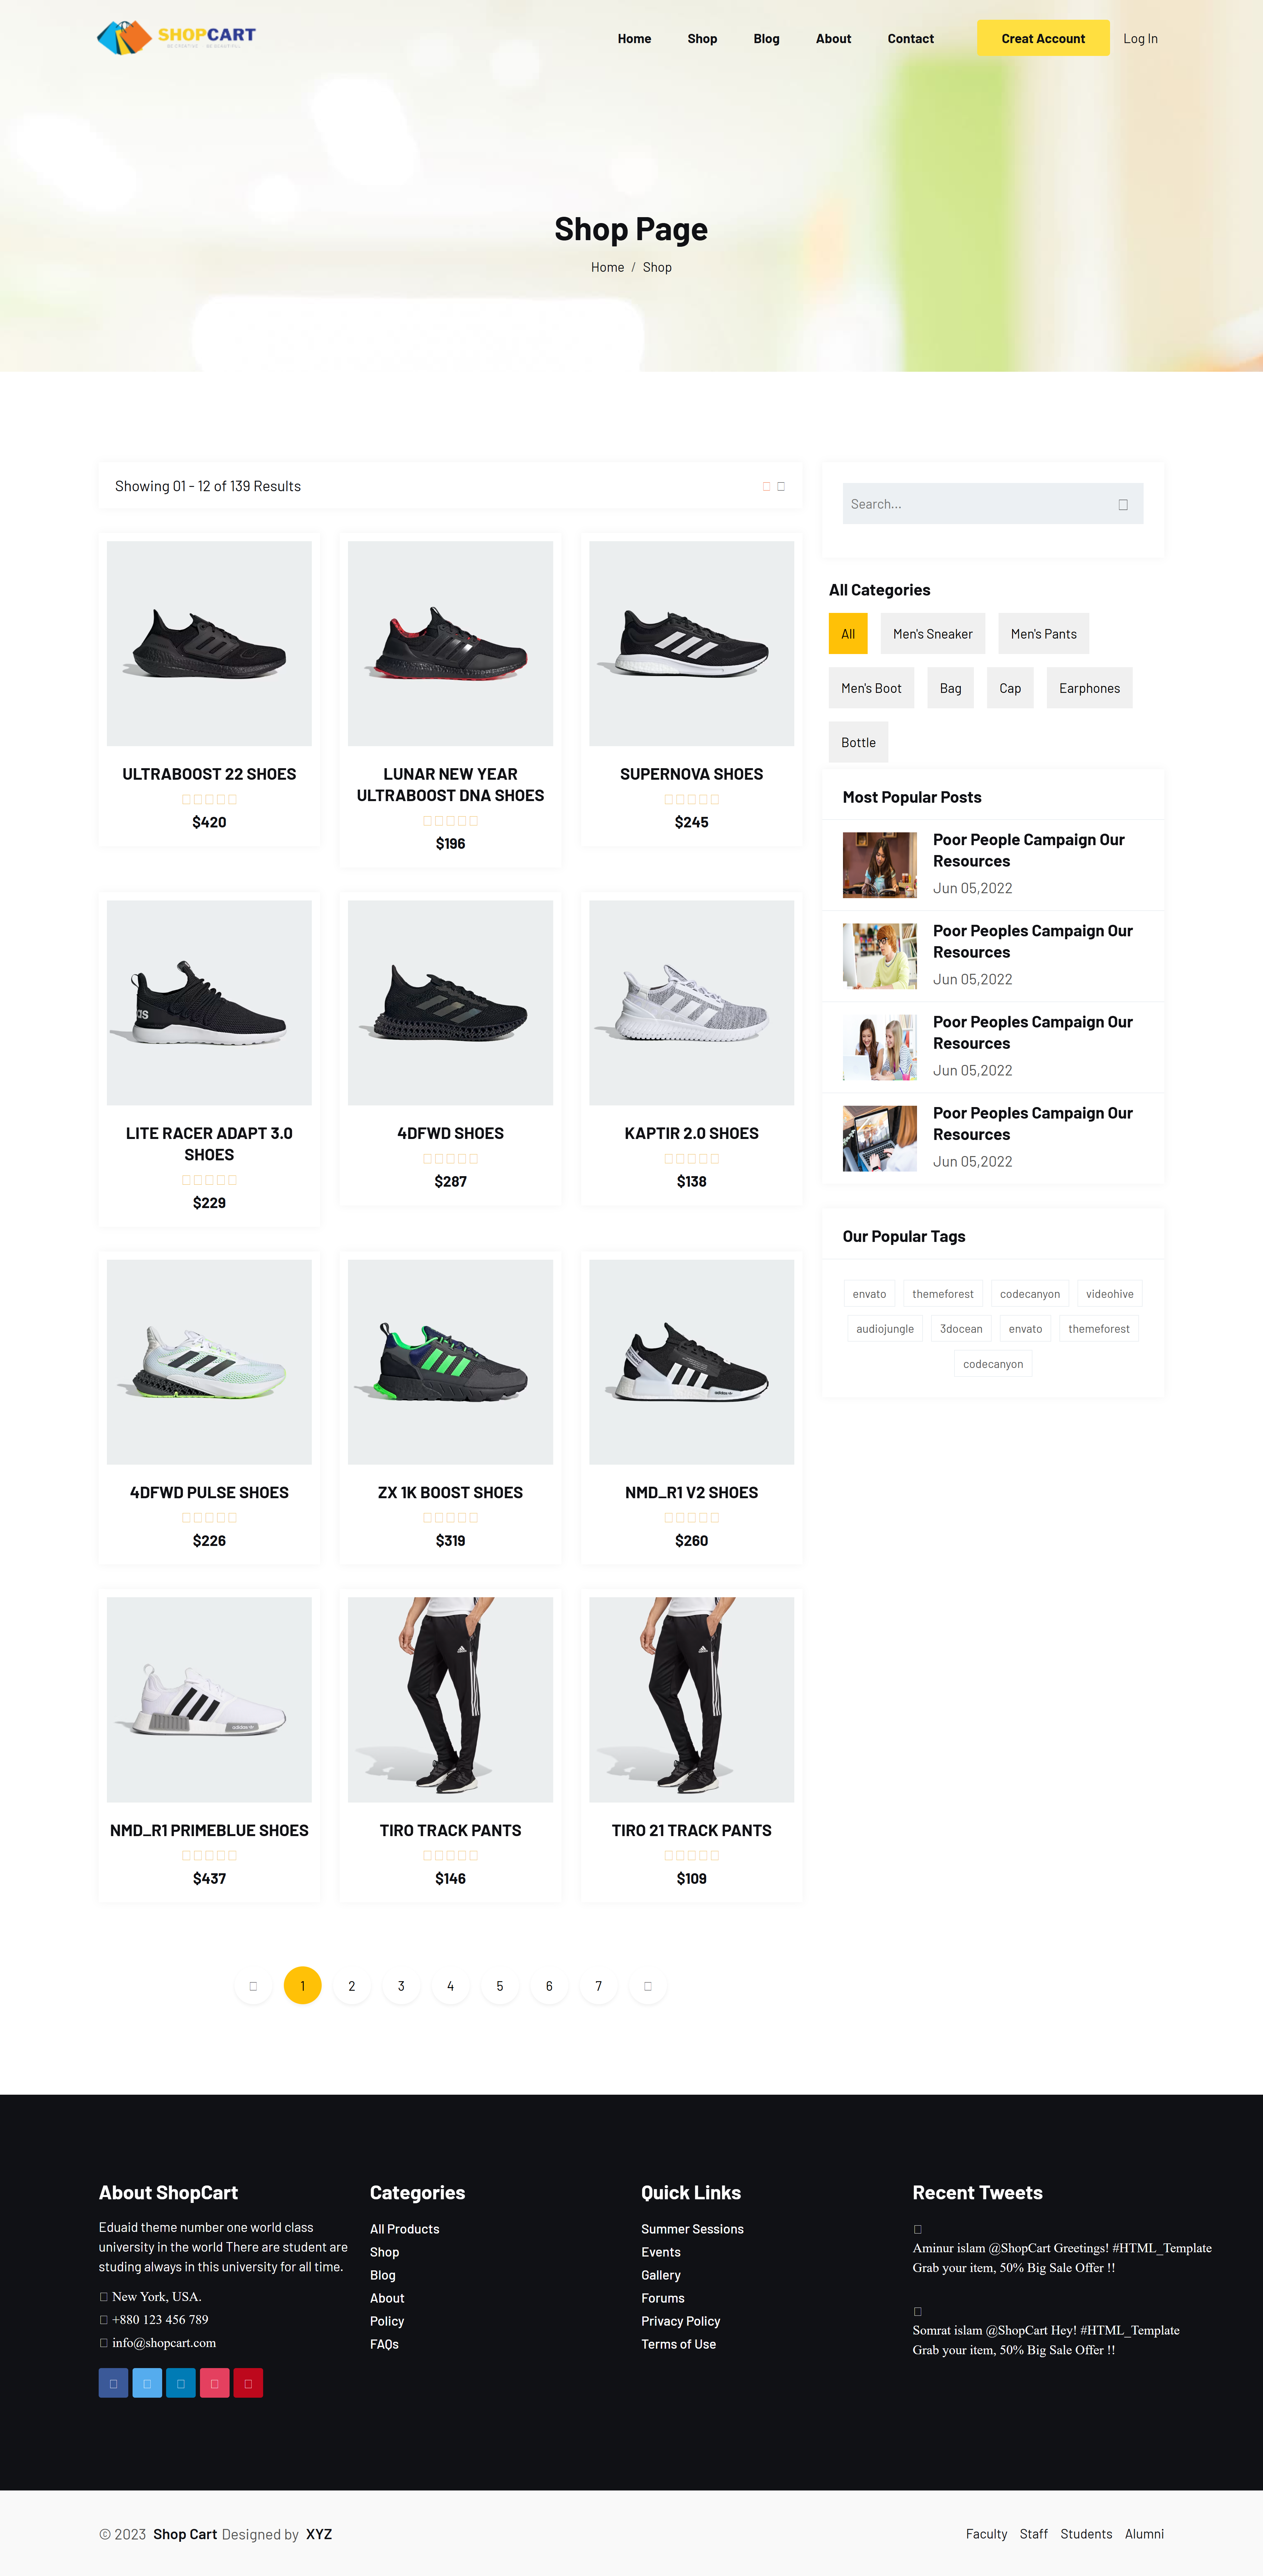 SHOPCART
BE CREATIVE - BE BEAUTIFUL
Home
Shop
Blog
About
Contact
Creat Account
Log In
Shop Page
Home / Shop
Showing 01 - 12 of 139 Results
Search...
ULTRABOOST 22 SHOES
$420
LUNAR NEW YEAR
ULTRABOOST DNA SHOES
$196
SUPERNOVA SHOES
$245
LITE RACER ADAPT 3.0
SHOES
$229
4DFWD SHOES
$287
KAPTIR 2.0 SHOES
$138
4DFWD PULSE SHOES
$226
ZX 1K BOOST SHOES
$319
NMD_R1 V2 SHOES
$260
NMD_R1 PRIMEBLUE SHOES
$437
TIRO TRACK PANTS
$146
TIRO 21 TRACK PANTS
$109
1
2
3
4
5
6
7
All Categories
All
Men's Sneaker
Men's Pants
Men's Boot
Bag
Cap
Earphones
Bottle
Most Popular Posts
Poor People Campaign Our
Resources
Jun 05,2022
Poor Peoples Campaign Our
Resources
Jun 05,2022
Poor Peoples Campaign Our
Resources
Jun 05,2022
Poor Peoples Campaign Our
Resources
Jun 05,2022
Our Popular Tags
envato
themeforest
codecanyon
videohive
audiojungle
3docean
envato
themeforest
codecanyon
About ShopCart
Eduaid theme number one world class
university in the world There are student are
studing always in this university for all time.
New York, USA.
+880 123 456 789
info@shopcart.com
Categories
All Products
Shop
Blog
About
Policy
FAQs
Quick Links
Summer Sessions
Events
Gallery
Forums
Privacy Policy
Terms of Use
Recent Tweets
Aminur islam @ShopCart Greetings! #HTML_Template
Grab your item, 50% Big Sale Offer !!
Somrat islam @ShopCart Hey! #HTML_Template
Grab your item, 50% Big Sale Offer !!
© 2023 Shop Cart Designed by XYZ
Faculty
Staff
Students
Alumni